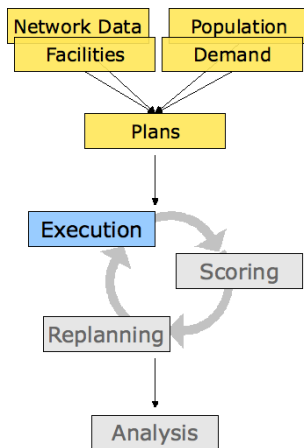 Network Data
Population
Facilities
Demand
Plans
Execution
Scoring
Replanning
Analysis